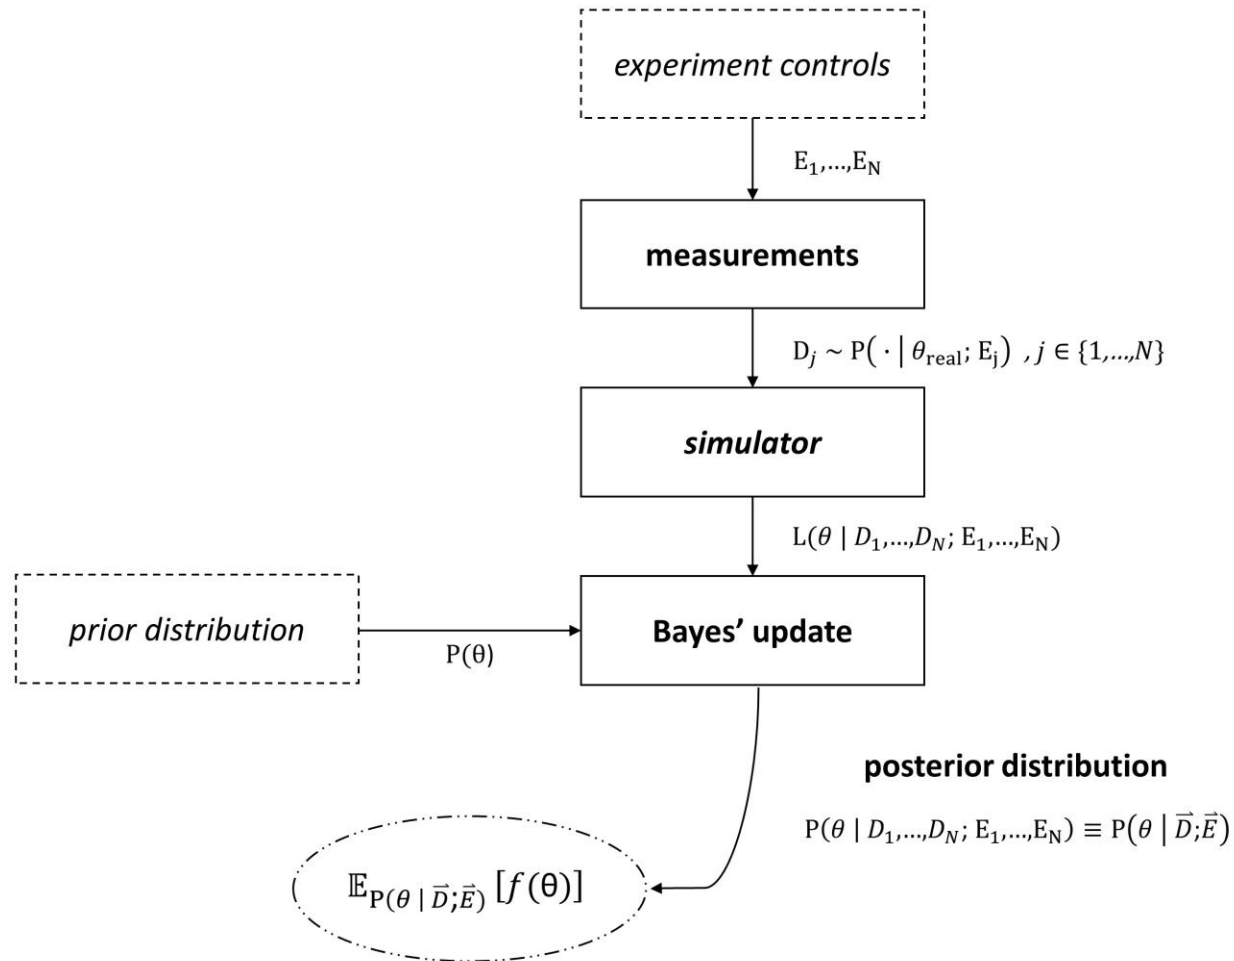 experiment controls
E₁,...,E_N
measurements
D_j ~ P( · | θ_real; E_j) , j ∈ {1,...,N}
simulator
L(θ | D₁,...,D_N; E₁,...,E_N)
prior distribution
P(θ)
Bayes’ update
posterior distribution
P(θ | D₁,...,D_N; E₁,...,E_N) ≡ P(θ | D⃗;E⃗)
𝔼_P(θ | D⃗;E⃗) [f(θ)]